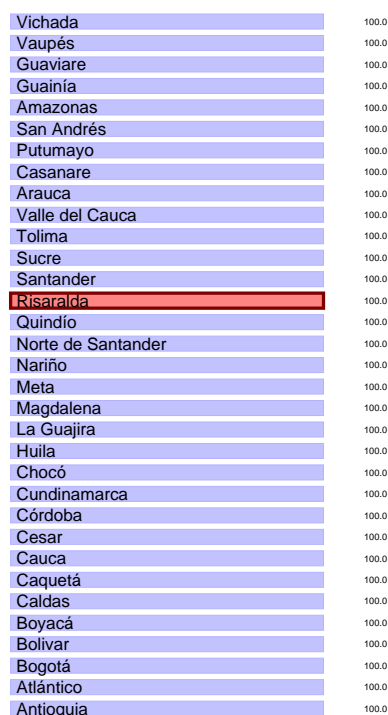 Vichada 100.0
Vaupés 100.0
Guaviare 100.0
Guainía 100.0
Amazonas 100.0
San Andrés 100.0
Putumayo 100.0
Casanare 100.0
Arauca 100.0
Valle del Cauca 100.0
Tolima 100.0
Sucre 100.0
Santander 100.0
Risaralda 100.0
Quindío 100.0
Norte de Santander 100.0
Nariño 100.0
Meta 100.0
Magdalena 100.0
La Guajira 100.0
Huila 100.0
Chocó 100.0
Cundinamarca 100.0
Córdoba 100.0
Cesar 100.0
Cauca 100.0
Caquetá 100.0
Caldas 100.0
Boyacá 100.0
Bolivar 100.0
Bogotá 100.0
Atlántico 100.0
Antioquia 100.0